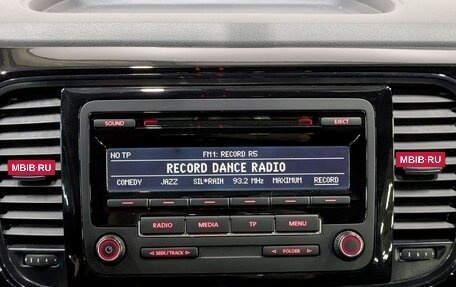 SOUND
EJECT
NO TP
FM1: RECORD R5
RECORD DANCE RADIO
COMEDY JAZZ SIL*RAIN 93.2 MHz MAXIMUM RECORD
MBIB·RU
MBIB·RU
RADIO MEDIA TP MENU
SEEK / TRACK
FOLDER